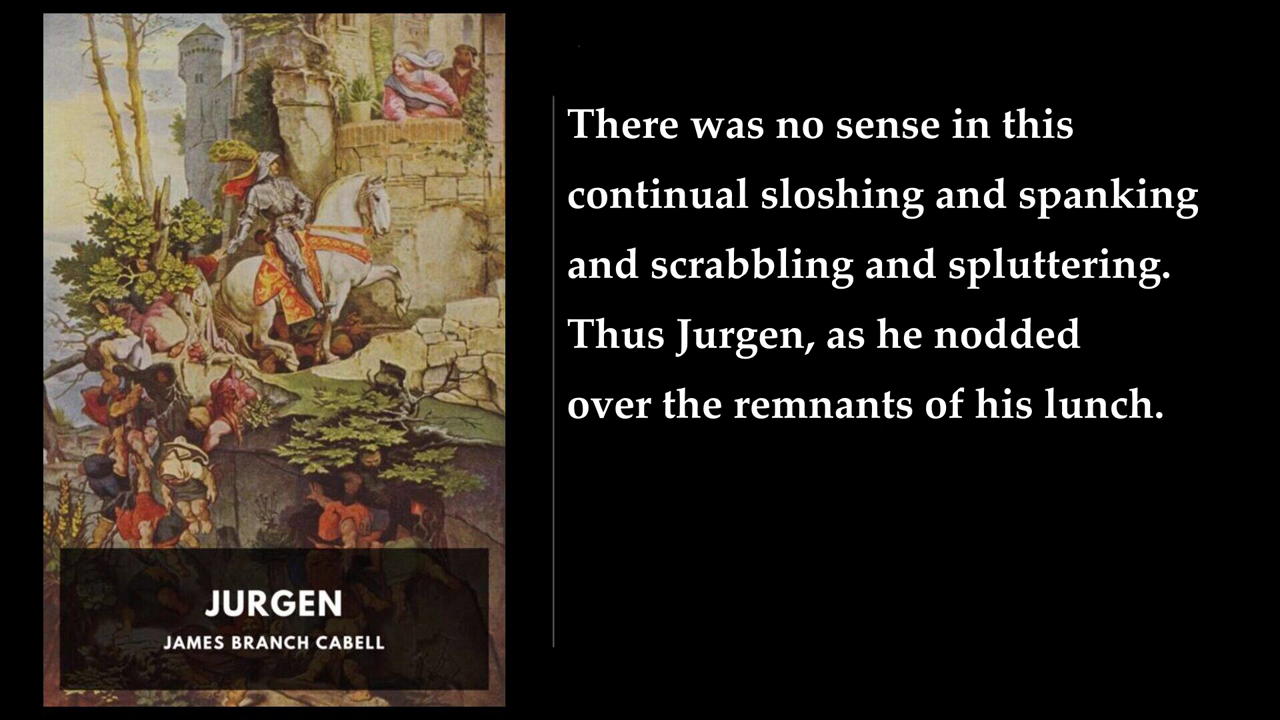 There was no sense in this
continual sloshing and spanking
and scrabbling and spluttering.
Thus Jurgen, as he nodded
over the remnants of his lunch.
JURGEN
JAMES BRANCH CABELL